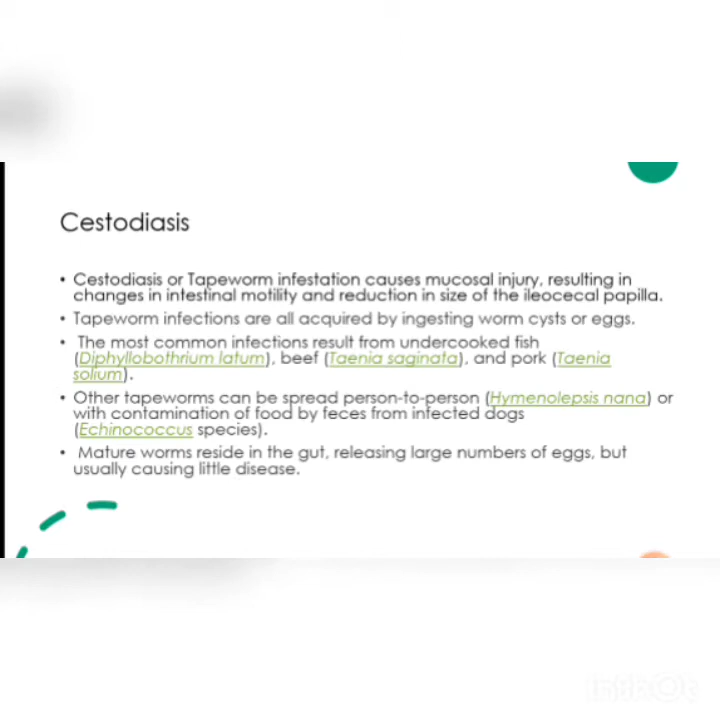 Cestodiasis
• Cestodiasis or Tapeworm infestation causes mucosal injury, resulting in
changes in intestinal motility and reduction in size of the ileocecal papilla.
• Tapeworm infections are all acquired by ingesting worm cysts or eggs.
• The most common infections result from undercooked fish
(Diphyllobothrium latum), beef (Taenia saginata), and pork (Taenia
solium).
• Other tapeworms can be spread person-to-person (Hymenolepsis nana) or
with contamination of food by feces from infected dogs
(Echinococcus species).
• Mature worms reside in the gut, releasing large numbers of eggs, but
usually causing little disease.